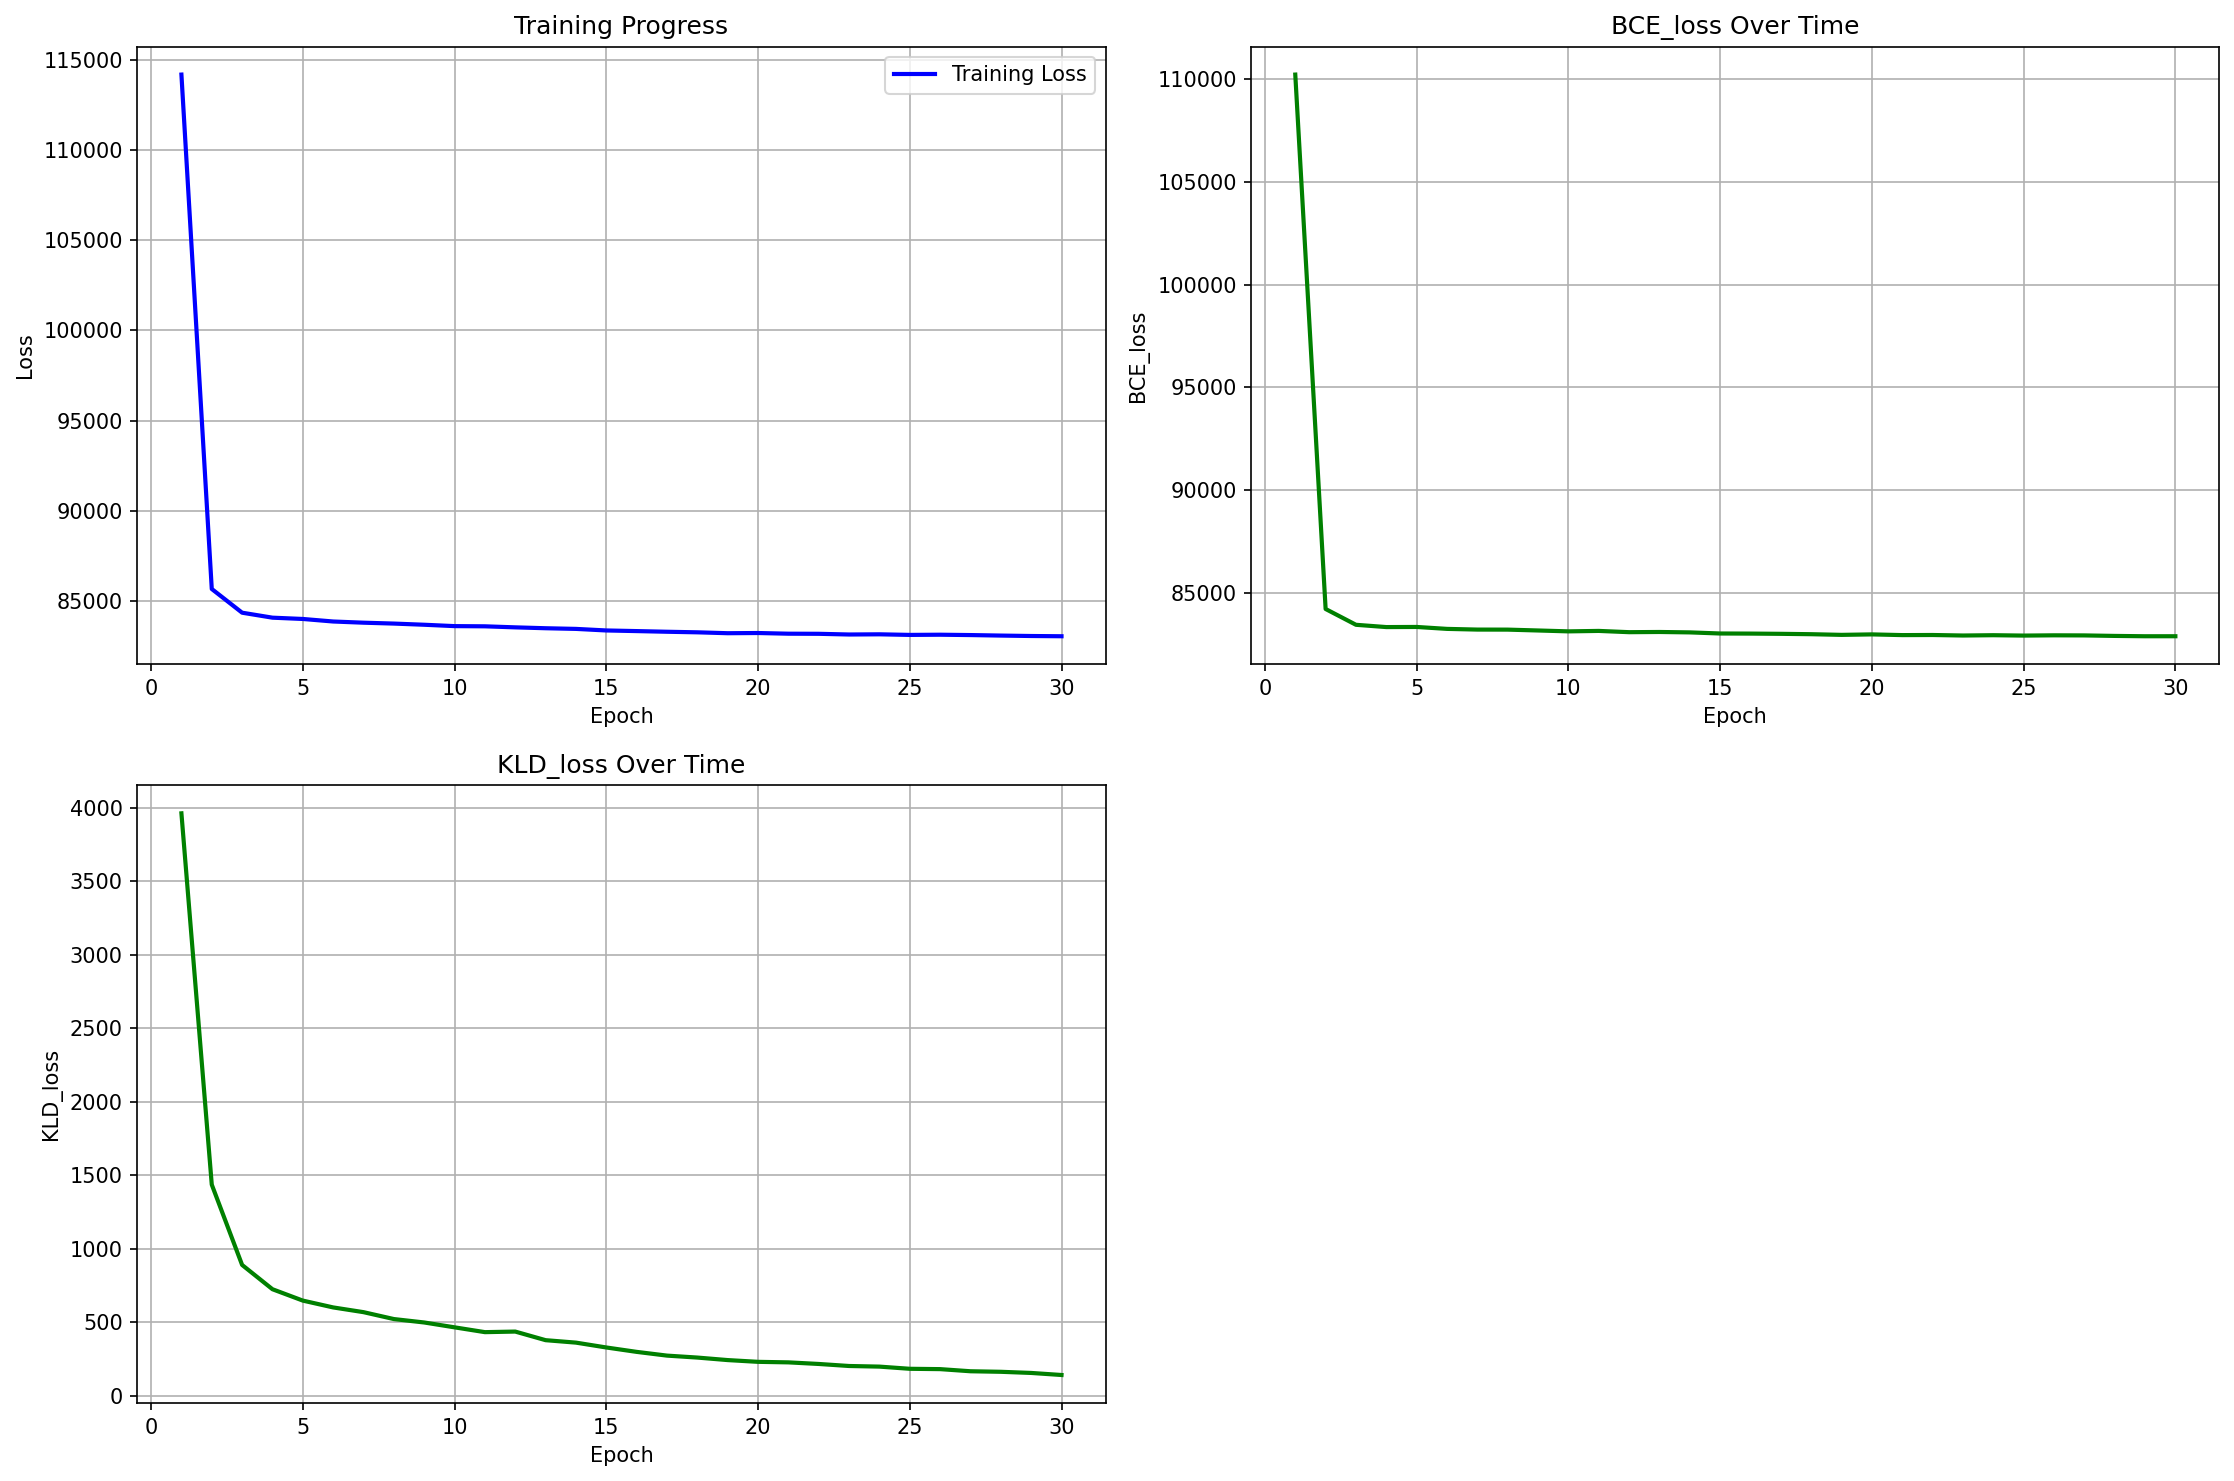 Training Progress
115000
110000
105000
100000
95000
90000
85000
Loss
Training Loss
0 5 10 15 20 25 30
Epoch
BCE_loss Over Time
110000
105000
100000
95000
90000
85000
BCE_loss
0 5 10 15 20 25 30
Epoch
KLD_loss Over Time
4000
3500
3000
2500
2000
1500
1000
500
0
KLD_loss
0 5 10 15 20 25 30
Epoch